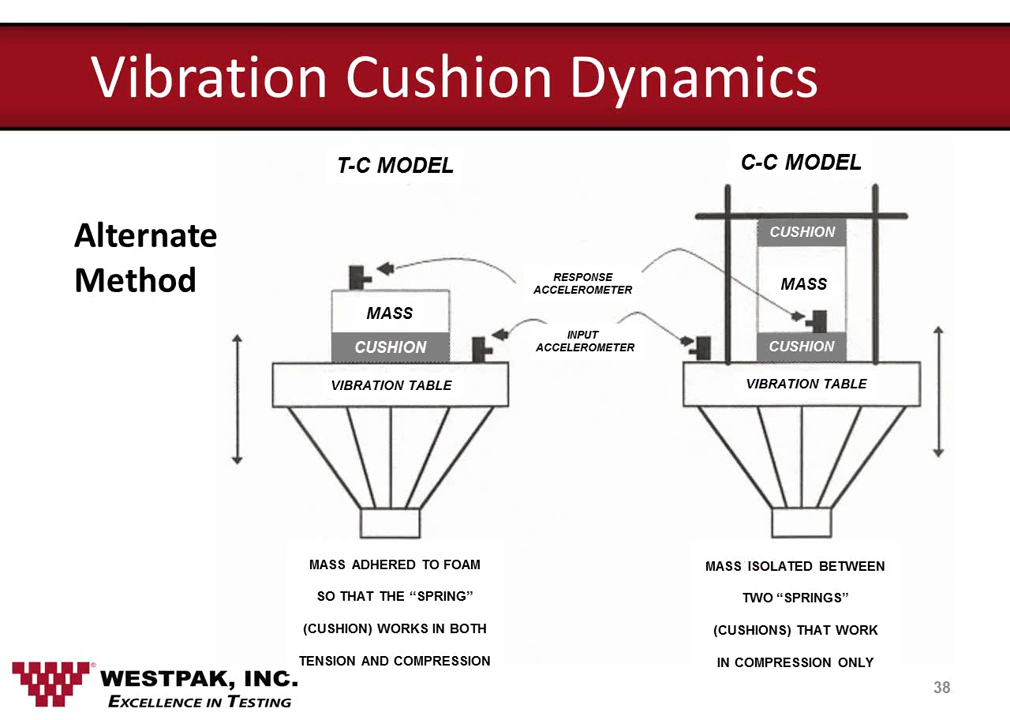 Vibration Cushion Dynamics
Alternate
Method
T-C MODEL
C-C MODEL
RESPONSE
ACCELEROMETER
INPUT
ACCELEROMETER
MASS
CUSHION
VIBRATION TABLE
CUSHION
MASS
CUSHION
VIBRATION TABLE
MASS ADHERED TO FOAM
SO THAT THE “SPRING”
(CUSHION) WORKS IN BOTH
TENSION AND COMPRESSION
MASS ISOLATED BETWEEN
TWO “SPRINGS”
(CUSHIONS) THAT WORK
IN COMPRESSION ONLY
®
WESTPAK, INC.
EXCELLENCE IN TESTING
38